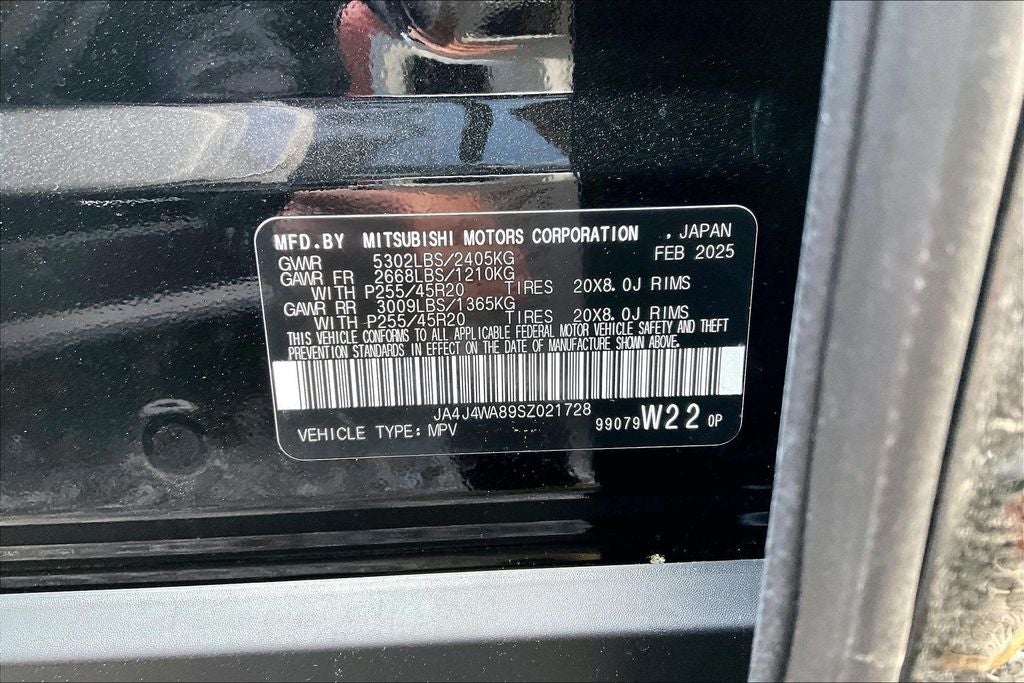 MFD.BY MITSUBISHI MOTORS CORPORATION , JAPAN
FEB 2025
GVWR 5302LBS/2405KG
GAWR FR 2668LBS/1210KG
WITH P255/45R20 TIRES 20X8.0J RIMS
GAWR RR 3009LBS/1365KG
WITH P255/45R20 TIRES 20X8.0J RIMS
THIS VEHICLE CONFORMS TO ALL APPLICABLE FEDERAL MOTOR VEHICLE SAFETY AND THEFT
PREVENTION STANDARDS IN EFFECT ON THE DATE OF MANUFACTURE SHOWN ABOVE.
JA4J4WA89SZ021728
VEHICLE TYPE: MPV 99079 W22 0P